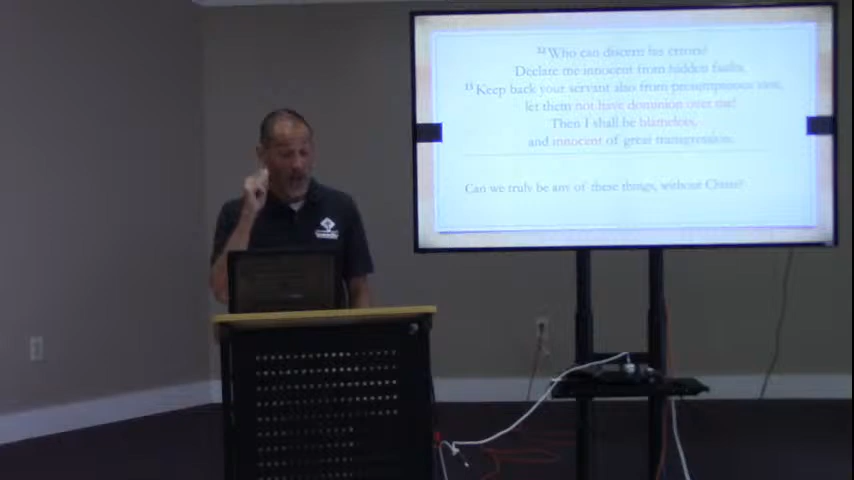 12 Who can discern his errors?
Declare me innocent from hidden faults.
13 Keep back your servant also from presumptuous sins;
let them not have dominion over me!
Then I shall be blameless,
and innocent of great transgression.
Can we truly be any of these things, without Christ?